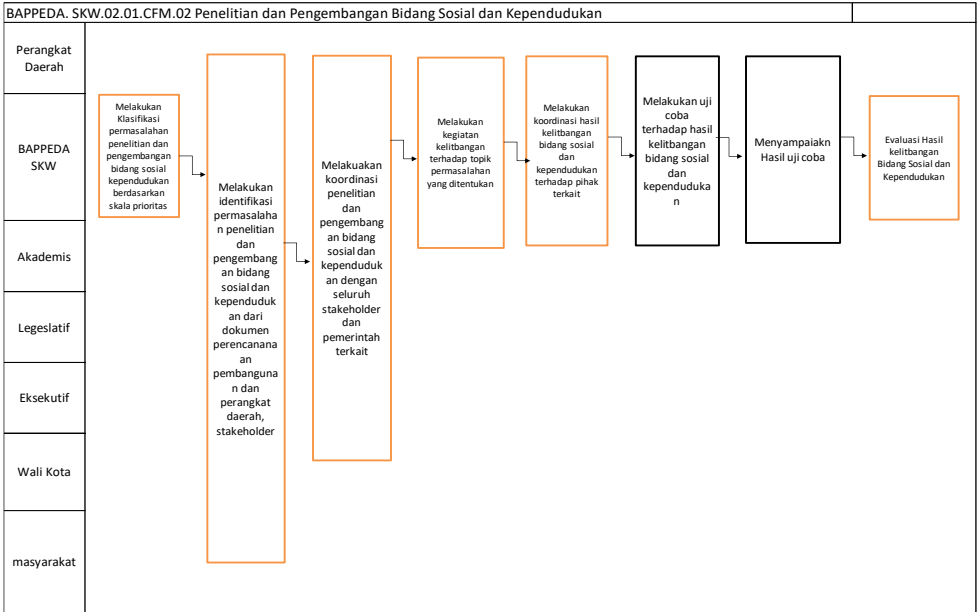 BAPPEDA. SKW.02.01.CFM.02 Penelitian dan Pengembangan Bidang Sosial dan Kependudukan
Perangkat
Daerah
BAPPEDA
SKW
Akademis
Legeslatif
Eksekutif
Wali Kota
masyarakat
Melakukan
Klasifikasi
permasalahan
penelitian dan
pengembangan
bidang sosial
kependudukan
berdasarkan
skala prioritas
Melakukan
identifikasi
permasalaha
n penelitian
dan
pengembang
an bidang
sosial dan
kependuduk
an dari
dokumen
perencanana
an
pembanguna
n dan
perangkat
daerah,
stakeholder
Melakuakan
koordinasi
penelitian
dan
pengembang
an bidang
sosial dan
kependuduk
an dengan
seluruh
stakeholder
dan
pemerintah
terkait
Melakukan
kegiatan
kelitbangan
terhadap topik
permasalahan
yang ditentukan
Melakukan
koordinasi hasil
kelitbangan
bidang sosial
dan
kependudukan
terhadap pihak
terkait
Melakukan uji
coba
terhadap hasil
kelitbangan
bidang sosial
dan
kependuduka
n
Menyampaiakn
Hasil uji coba
Evaluasi Hasil
kelitbangan
Bidang Sosial dan
Kependudukan